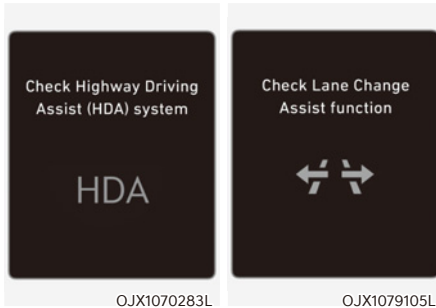 Check Highway Driving
Assist (HDA) system
HDA
OJX1070283L
Check Lane Change
Assist function
OJX1079105L